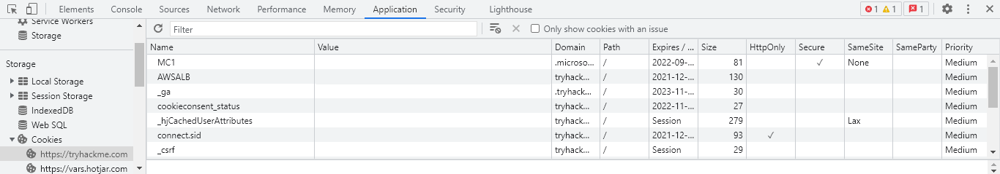 Elements Console Sources Network Performance Memory Application Security Lighthouse 1 1 1
Service Workers
Storage
Filter Only show cookies with an issue
Storage
Local Storage
Session Storage
IndexedDB
Web SQL
Cookies
https://tryhackme.com
https://vars.hotjar.com
Name Value Domain Path Expires / ... Size HttpOnly Secure SameSite SameParty Priority
MC1 .microso... / 2022-09-... 81 ✓ None Medium
AWSALB tryhack... / 2021-12-... 130 Medium
_ga .tryhack... / 2023-11-... 30 Medium
cookieconsent_status tryhack... / 2022-11-... 27 Medium
_hjCachedUserAttributes tryhack... / Session 279 Lax Medium
connect.sid tryhack... / 2021-12-... 93 ✓ Medium
_csrf tryhack... / Session 29 Medium